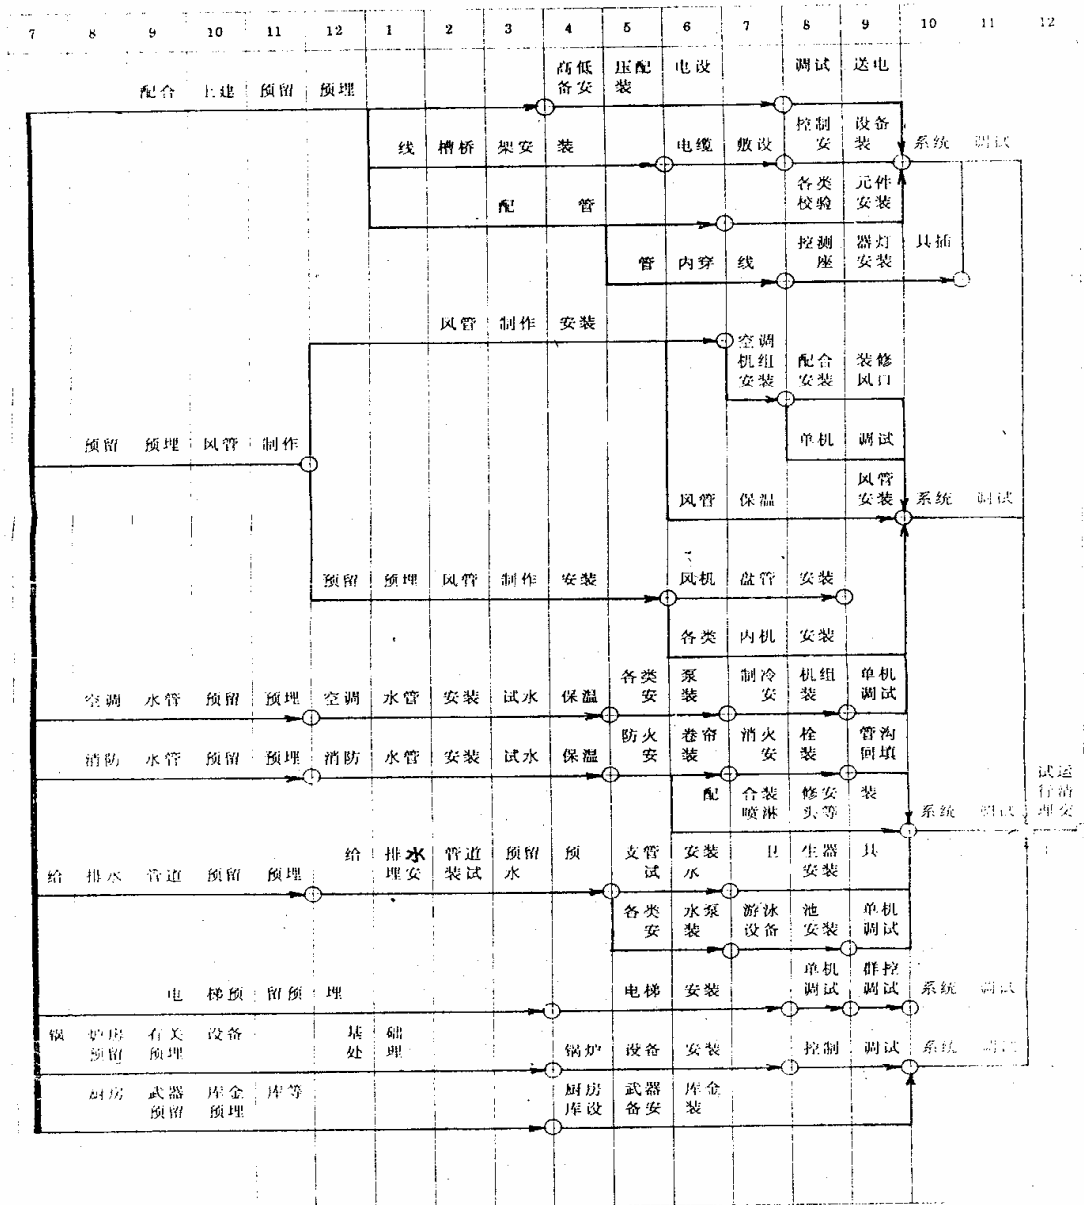 7 8 9 10 11 12 1 2 3 4 5 6 7 8 9 10 11 12
高低 压配 电设 调试 送电
备安 装
配合 土建 预留 预埋
控制 设备
安 装
线 槽桥 架安 装 电缆 敷设 系统 调试
各类 元件
校验 安装
配 管
控测 器灯 具插
座 安装
管 内穿 线
风管 制作 安装
空调
机组 配合 装修
安装 安装 风口
预留 预埋 风管 制作 单机 调试
风管
风管 保温 安装 系统 调试
预留 预埋 风管 制作 安装 风机 盘管 安装
各类 内机 安装
各类 泵 制冷 机组 单机
安 装 安 装 调试
空调 水管 预留 预埋 空调 水管 安装 试水 保温
防火 卷帘 消火 栓 管沟
安 装 安 装 回填
消防 水管 预留 预埋 消防 水管 安装 试水 保温
试运
行清
理交
配 合装 修安 装
喷淋 头等
系统 调试
给 排水 管道 预留 预 支管 安装 卫 生器 具
埋安 装试 水 试 水 安装
给 排水 管道 预留 预埋
各类 水泵 游泳 池 单机
安 装 设备 安装 调试
单机 群控
调试 调试
电 梯预 留预 埋 电梯 安装 系统 调试
锅 炉房 有关 设备 基 础
预留 预埋 处 理
锅炉 设备 安装 控制 调试 系统 调试
厨房 武器 库金 库等 厨房 武器 库金
预留 预埋 库设 备安 装